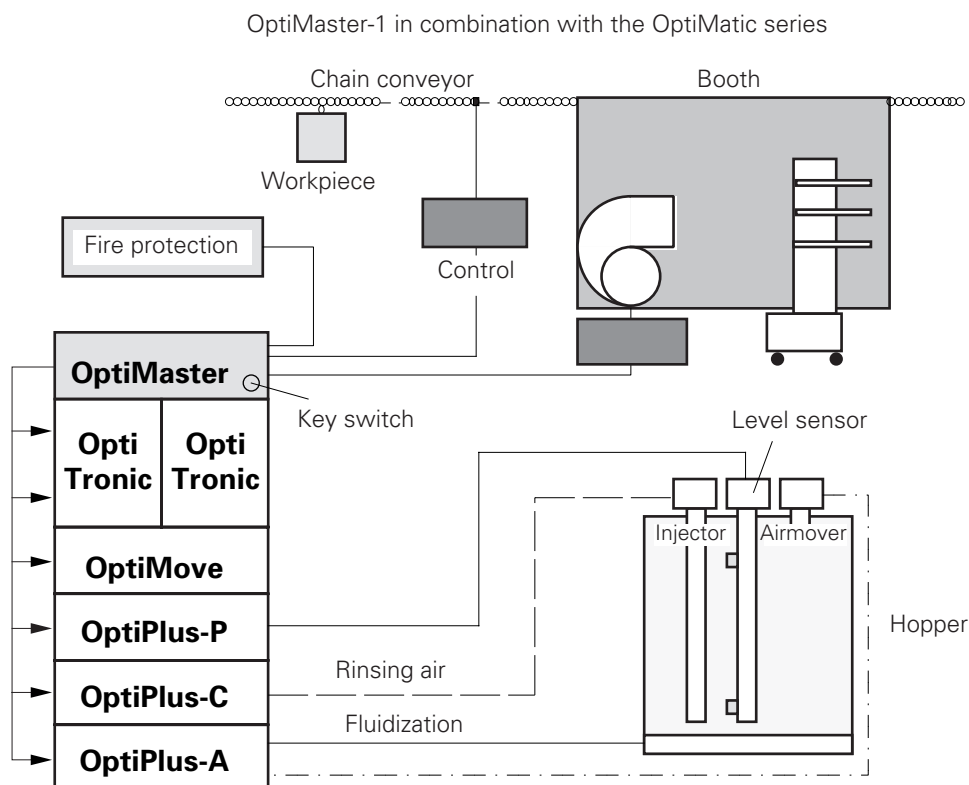 OptiMaster-1 in combination with the OptiMatic series
Chain conveyor
Booth
Workpiece
Fire protection
Control
OptiMaster
Key switch
Level sensor
Opti
Tronic
Opti
Tronic
Injector
Airmover
OptiMove
OptiPlus-P
Hopper
Rinsing air
OptiPlus-C
Fluidization
OptiPlus-A